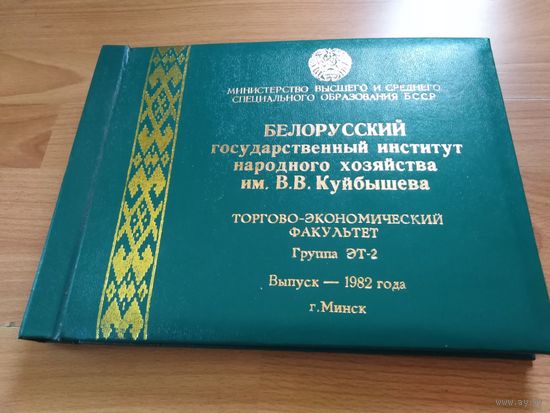 МИНИСТЕРСТВО ВЫСШЕГО И СРЕДНЕГО
СПЕЦИАЛЬНОГО ОБРАЗОВАНИЯ БССР
БЕЛОРУССКИЙ
государственный институт
народного хозяйства
им. В.В. Куйбышева
ТОРГОВО-ЭКОНОМИЧЕСКИЙ
ФАКУЛЬТЕТ
Группа ЭТ-2
Выпуск — 1982 года
г. Минск